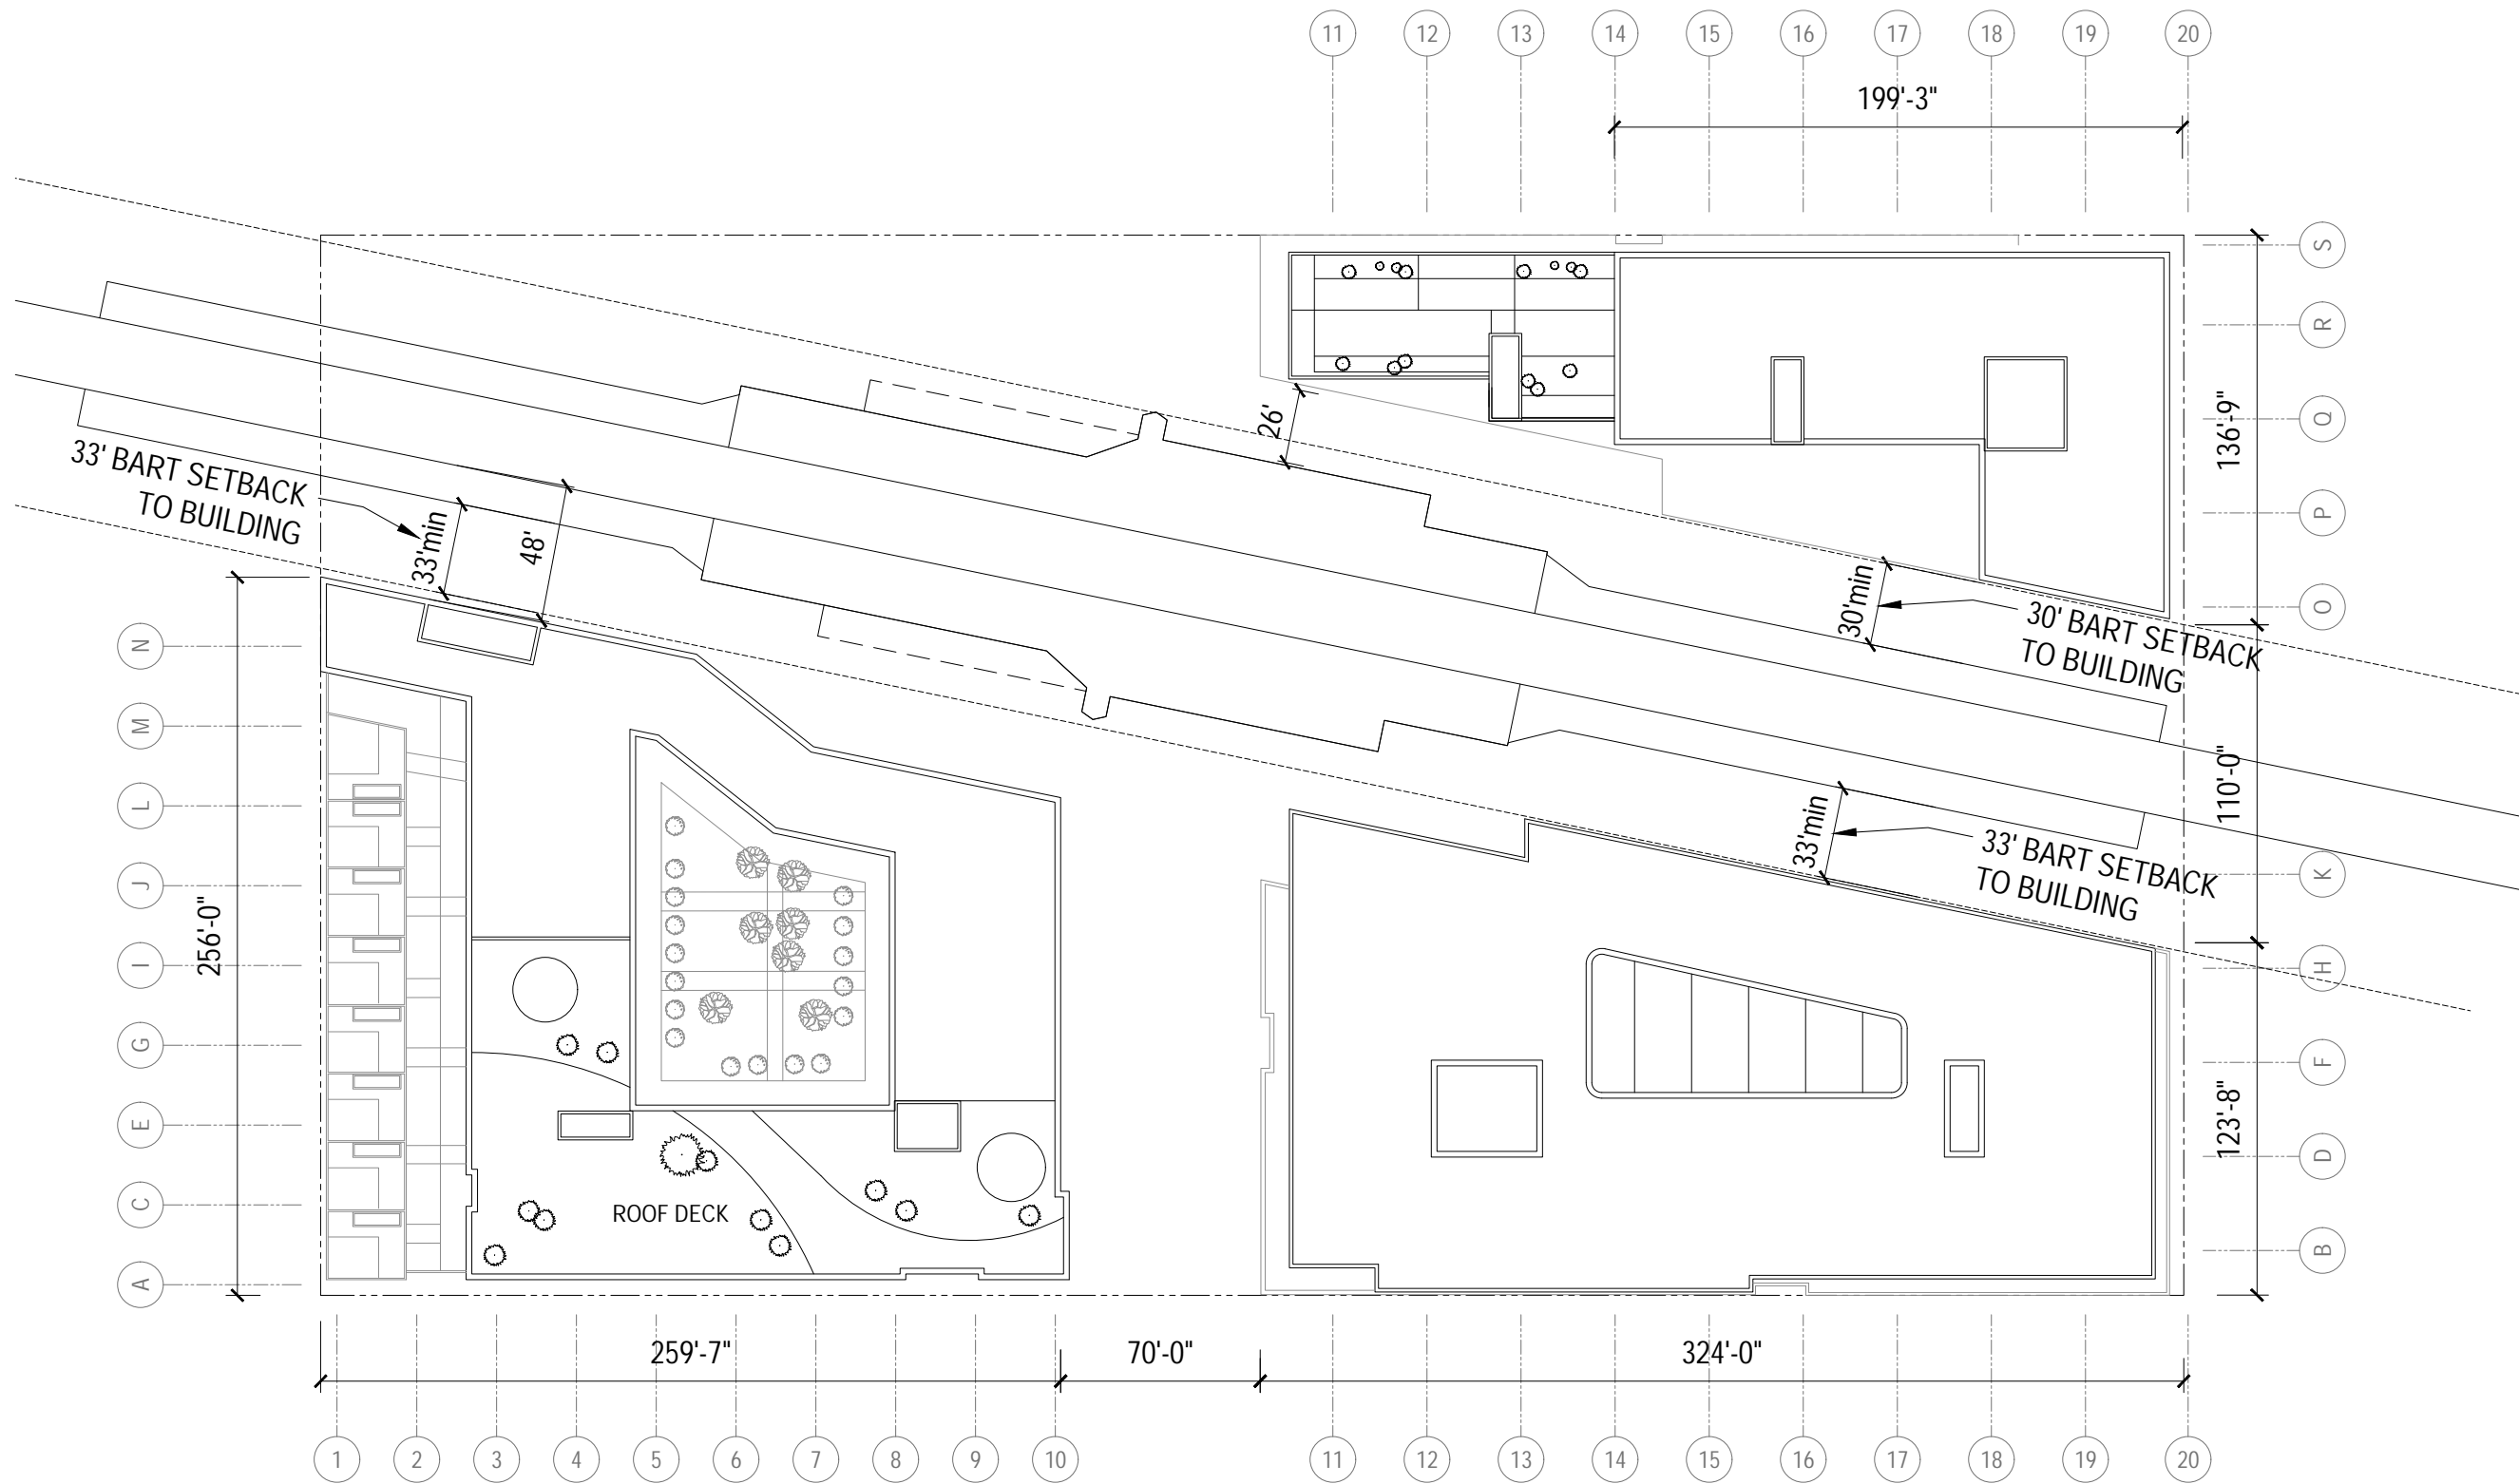 11 12 13 14 15 16 17 18 19 20
199'-3"
S
R
Q
P
O
136'-9"
26'
33' BART SETBACK
TO BUILDING
33'min
48'
30'min
30' BART SETBACK
TO BUILDING
110'-0"
33'min
33' BART SETBACK
TO BUILDING
K
H
F
D
B
123'-8"
N
M
L
J
I
G
E
C
A
256'-0"
ROOF DECK
259'-7" 70'-0" 324'-0"
1 2 3 4 5 6 7 8 9 10 11 12 13 14 15 16 17 18 19 20